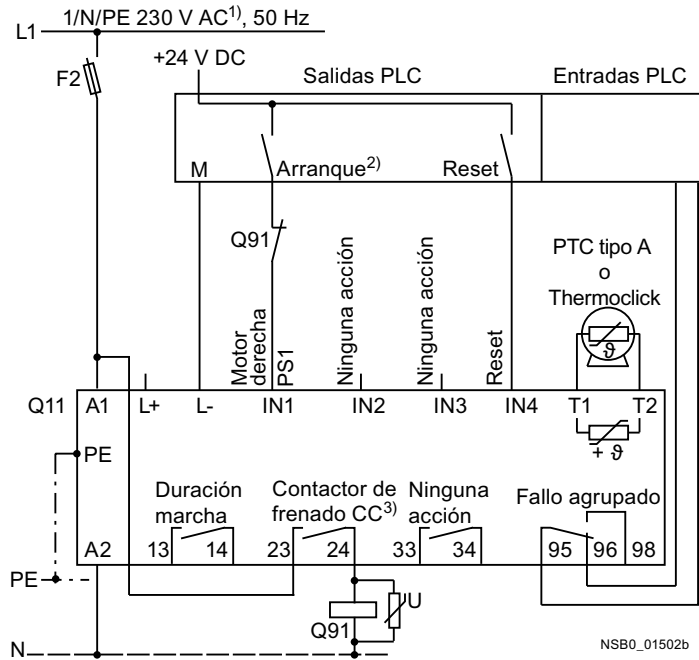 1/N/PE 230 V AC1), 50 Hz
L1
F2
+24 V DC
Salidas PLC
Entradas PLC
M
Arranque2)
Reset
Q91
PTC tipo A
o
Thermoclick
ϑ
Motor
derecha
PS1
Ninguna acción
Ninguna acción
Reset
Q11
A1
L+
L-
IN1
IN2
IN3
IN4
T1
T2
+ ϑ
PE
Duración
marcha
Contactor de
frenado CC3)
Ninguna
acción
Fallo agrupado
A2
13
14
23
24
33
34
95
96
98
PE
U
Q91
N
NSB0_01502b